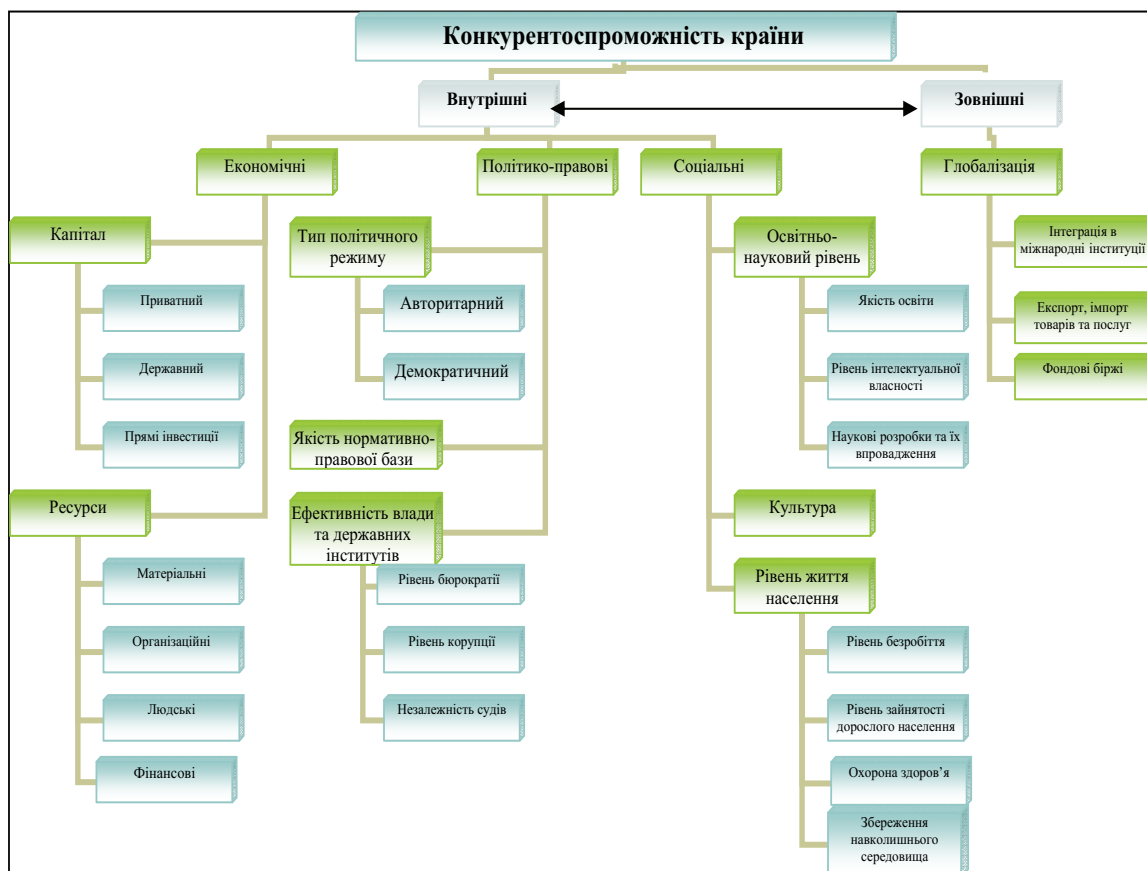 Конкурентоспроможність країни
Внутрішні
Зовнішні
Економічні
Політико-правові
Соціальні
Глобалізація
Капітал
Приватний
Державний
Прямі інвестиції
Ресурси
Матеріальні
Організаційні
Людські
Фінансові
Тип політичного
режиму
Авторитарний
Демократичний
Якість нормативно-
правової бази
Ефективність влади
та державних
інститутів
Рівень бюрократії
Рівень корупції
Незалежність судів
Освітньо-
науковий рівень
Якість освіти
Рівень інтелектуальної
власності
Наукові розробки та їх
впровадження
Культура
Рівень життя
населення
Рівень безробіття
Рівень зайнятості
дорослого населення
Охорона здоров’я
Збереження
навколишнього
середовища
Інтеграція в
міжнародні інституції
Експорт, імпорт
товарів та послуг
Фондові біржі